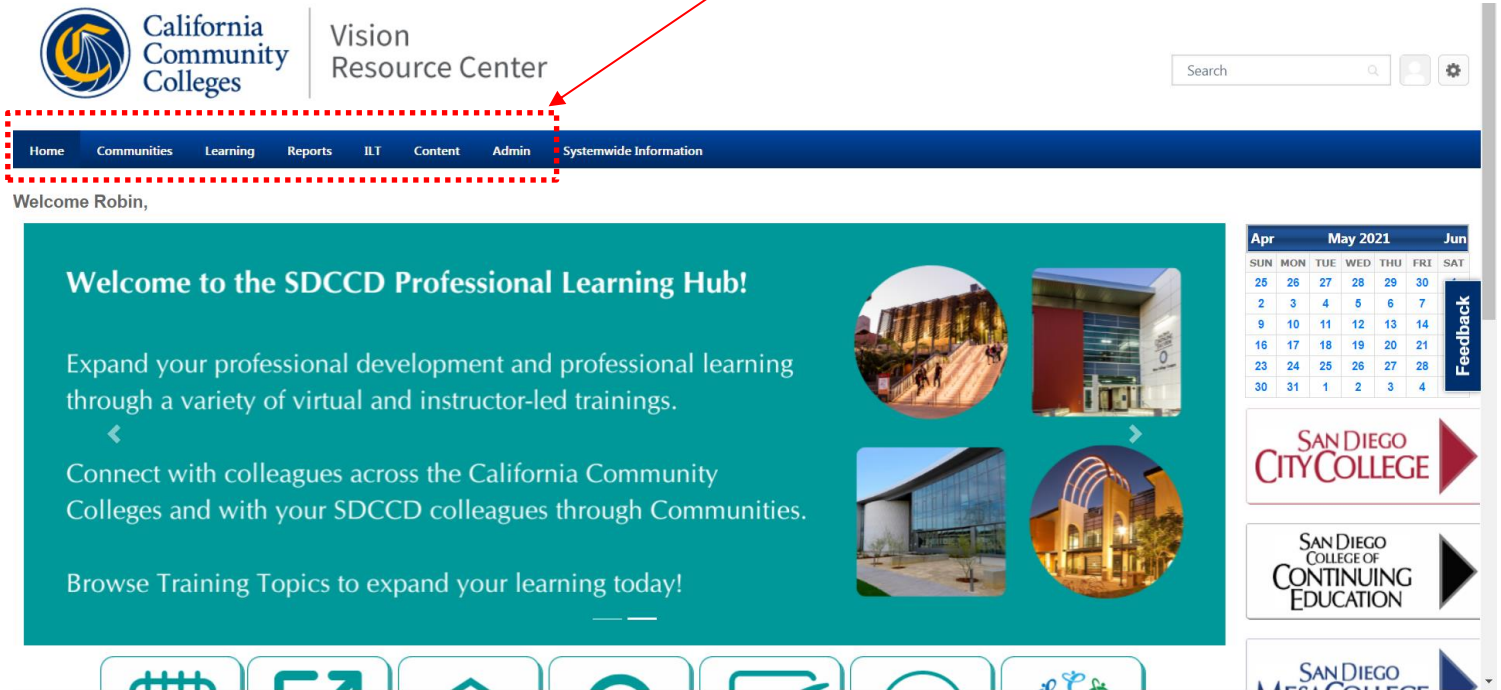 California
Community
Colleges
Vision
Resource Center
Search
Home Communities Learning Reports ILT Content Admin Systemwide Information
Welcome Robin,
Welcome to the SDCCD Professional Learning Hub!
Expand your professional development and professional learning
through a variety of virtual and instructor-led trainings.
Connect with colleagues across the California Community
Colleges and with your SDCCD colleagues through Communities.
Browse Training Topics to expand your learning today!
Apr May 2021 Jun
SUN MON TUE WED THU FRI SAT
25 26 27 28 29 30
2 3 4 5 6 7
9 10 11 12 13 14
16 17 18 19 20 21
23 24 25 26 27 28
30 31 1 2 3 4
Feedback
SAN DIEGO
CITY COLLEGE
SAN DIEGO
COLLEGE OF
CONTINUING
EDUCATION
SAN DIEGO
MESA COLLEGE